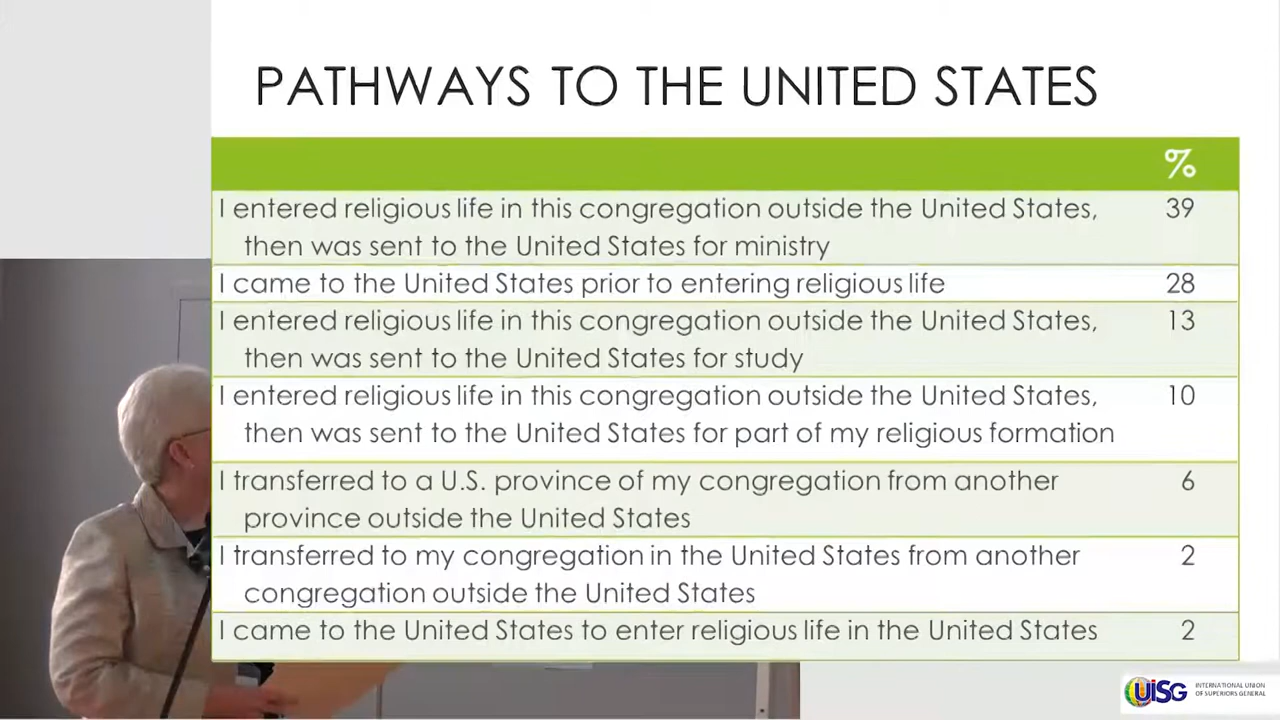 PATHWAYS TO THE UNITED STATES
%
I entered religious life in this congregation outside the United States, 39
then was sent to the United States for ministry
I came to the United States prior to entering religious life 28
I entered religious life in this congregation outside the United States, 13
then was sent to the United States for study
I entered religious life in this congregation outside the United States, 10
then was sent to the United States for part of my religious formation
I transferred to a U.S. province of my congregation from another 6
province outside the United States
I transferred to my congregation in the United States from another 2
congregation outside the United States
I came to the United States to enter religious life in the United States 2
UISG INTERNATIONAL UNION
OF SUPERIORS GENERAL